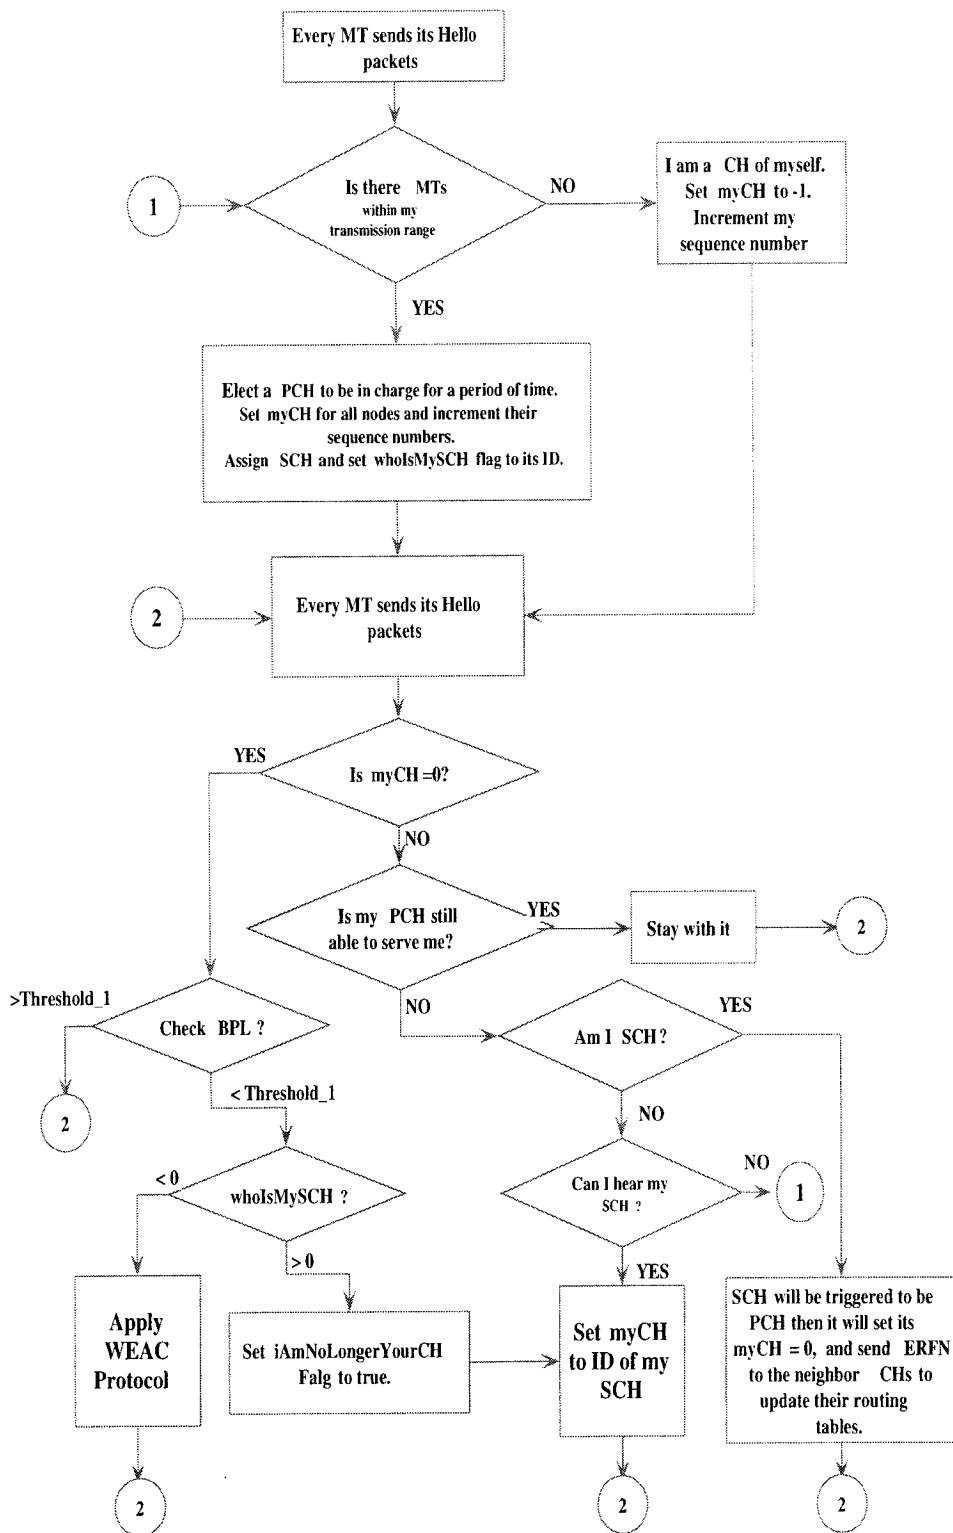 Every MT sends its Hello
packets
Is there MTs
within my
transmission range
NO
1
I am a CH of myself.
Set myCH to -1.
Increment my
sequence number
YES
Elect a PCH to be in charge for a period of time.
Set myCH for all nodes and increment their
sequence numbers.
Assign SCH and set whoIsMySCH flag to its ID.
2
Every MT sends its Hello
packets
YES
Is myCH =0?
NO
Is my PCH still
able to serve me?
YES
Stay with it
2
>Threshold_1
Check BPL ?
NO
Am I SCH ?
YES
2
< Threshold_1
NO
< 0
whoIsMySCH ?
Can I hear my
SCH ?
NO
1
> 0
YES
Apply
WEAC
Protocol
Set iAmNoLongerYourCH
Falg to true.
Set myCH
to ID of my
SCH
SCH will be triggered to be
PCH then it will set its
myCH = 0, and send ERFN
to the neighbor CHs to
update their routing
tables.
2
2
2